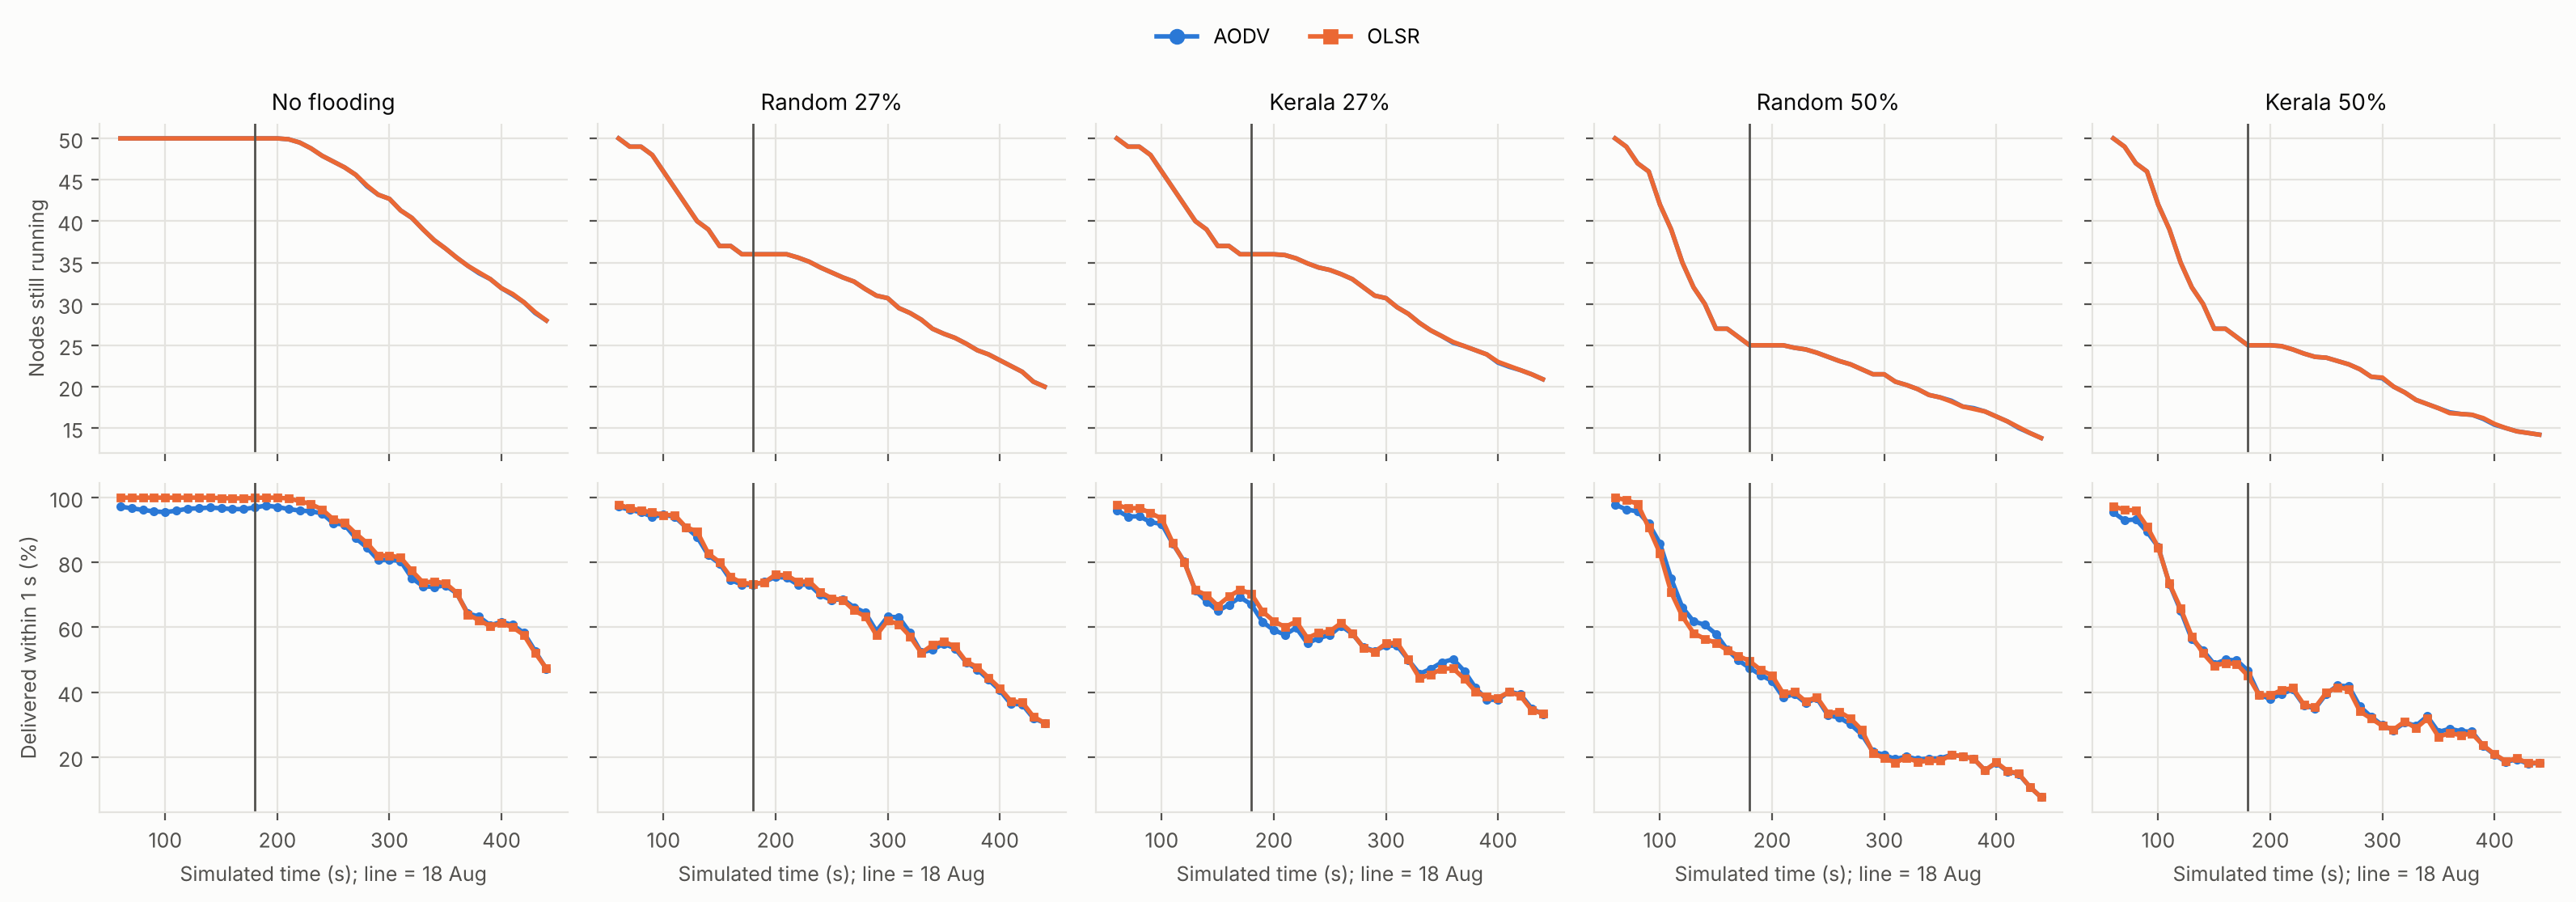 AODV OLSR
No flooding Random 27% Kerala 27% Random 50% Kerala 50%
Nodes still running
50
45
40
35
30
25
20
15
Delivered within 1 s (%)
100
80
60
40
20
100 200 300 400 100 200 300 400 100 200 300 400 100 200 300 400 100 200 300 400
Simulated time (s); line = 18 Aug Simulated time (s); line = 18 Aug Simulated time (s); line = 18 Aug Simulated time (s); line = 18 Aug Simulated time (s); line = 18 Aug